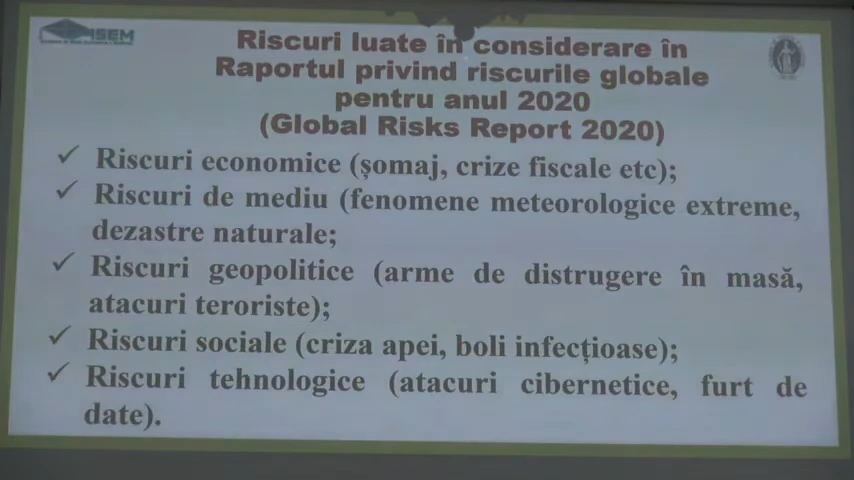 ASEM
Riscuri luate în considerare în
Raportul privind riscurile globale
pentru anul 2020
(Global Risks Report 2020)
✓ Riscuri economice (șomaj, crize fiscale etc);
✓ Riscuri de mediu (fenomene meteorologice extreme,
dezastre naturale;
✓ Riscuri geopolitice (arme de distrugere în masă,
atacuri teroriste);
✓ Riscuri sociale (criza apei, boli infecțioase);
✓ Riscuri tehnologice (atacuri cibernetice, furt de
date).